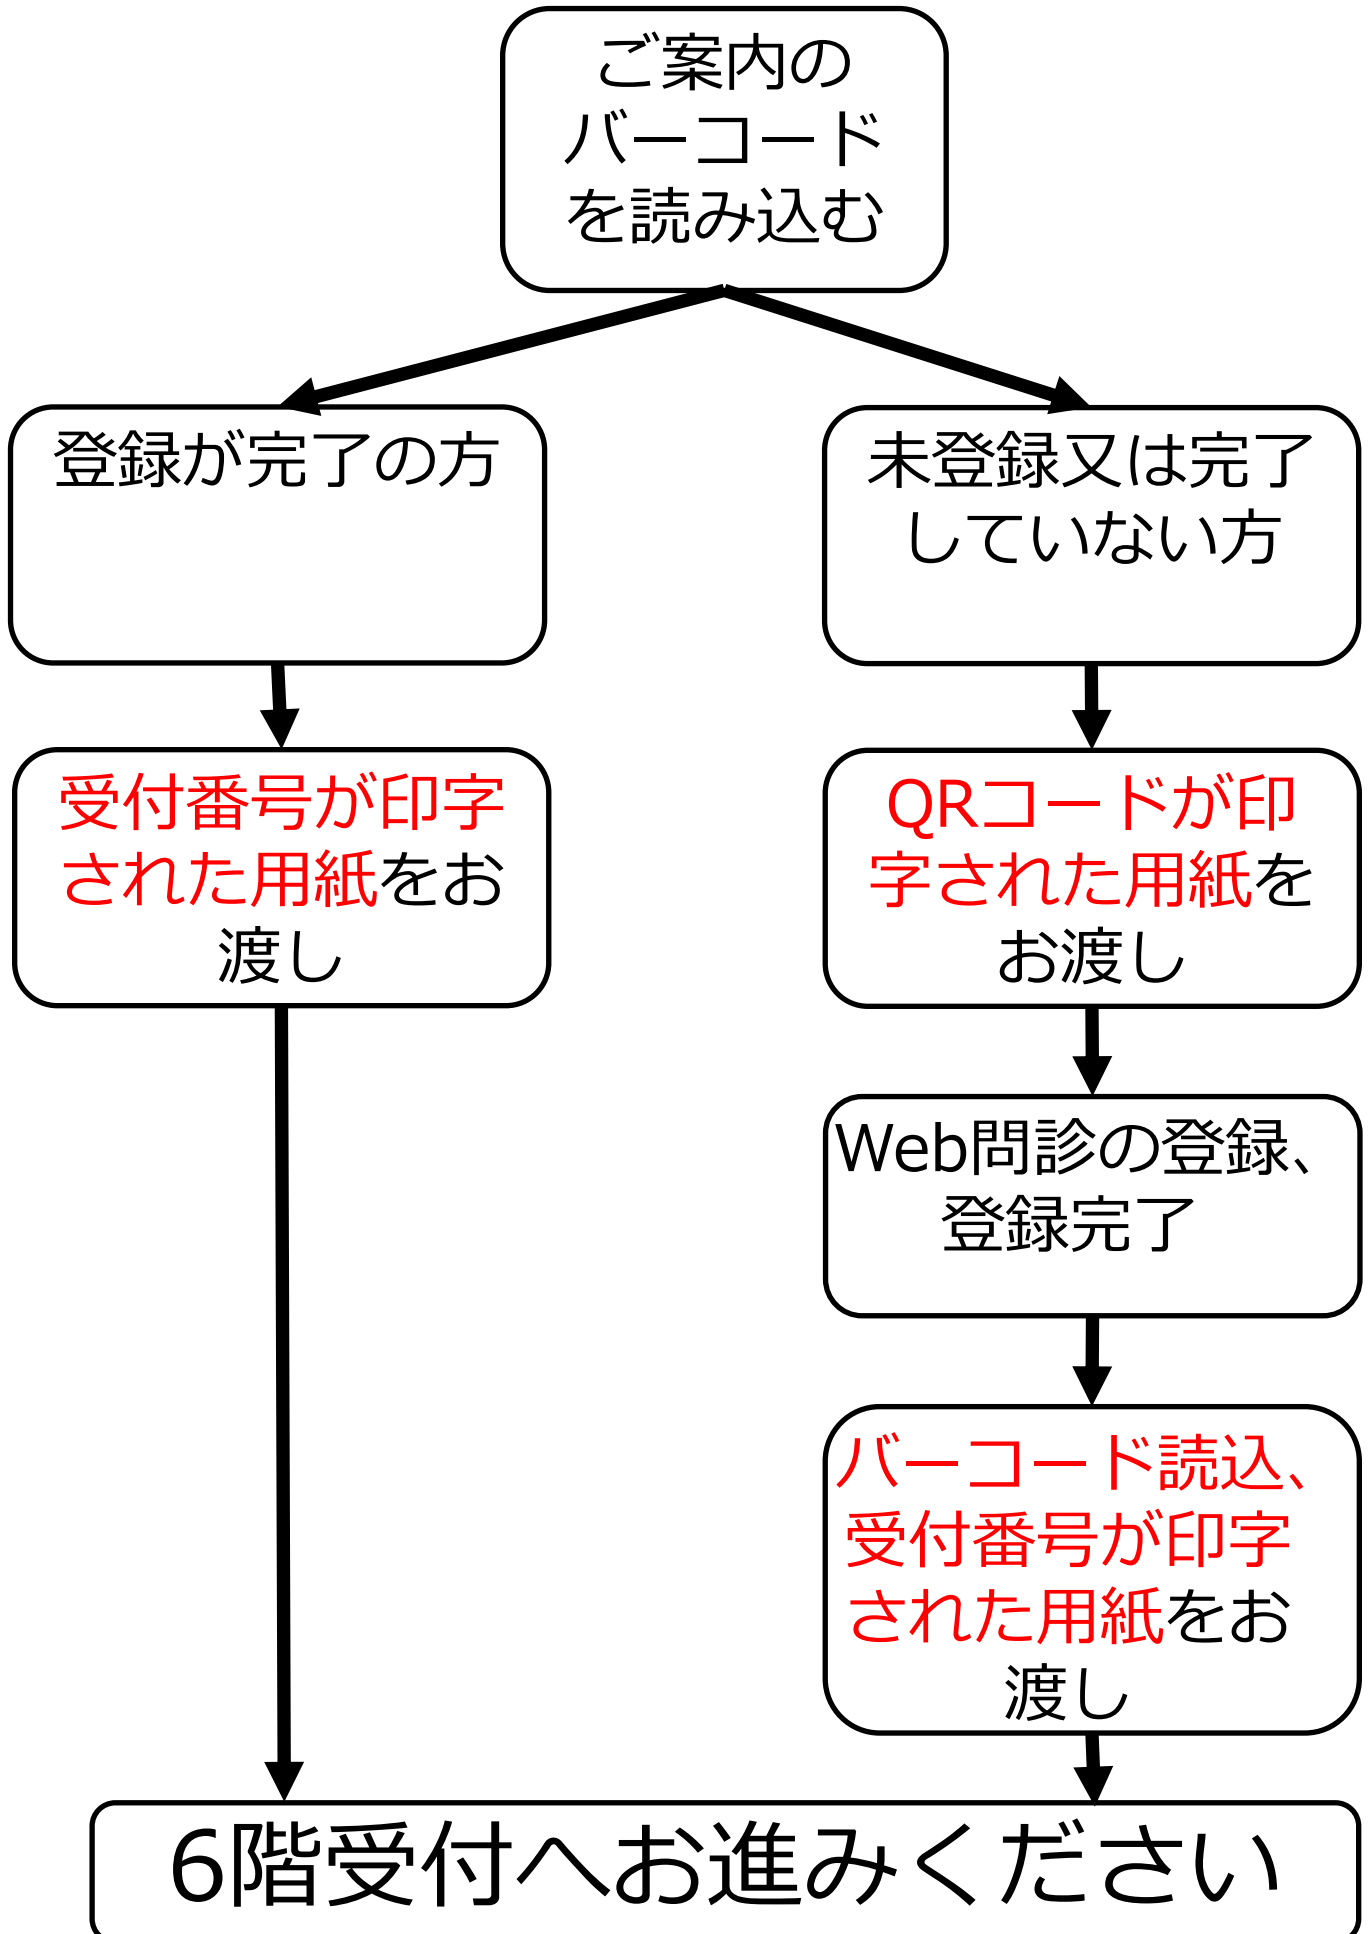 ご案内の
バーコード
を読み込む
登録が完了の方
未登録又は完了
していない方
受付番号が印字
された用紙をお
渡し
QRコードが印
字された用紙を
お渡し
Web問診の登録、
登録完了
バーコード読込、
受付番号が印字
された用紙をお
渡し
6階受付へお進みください